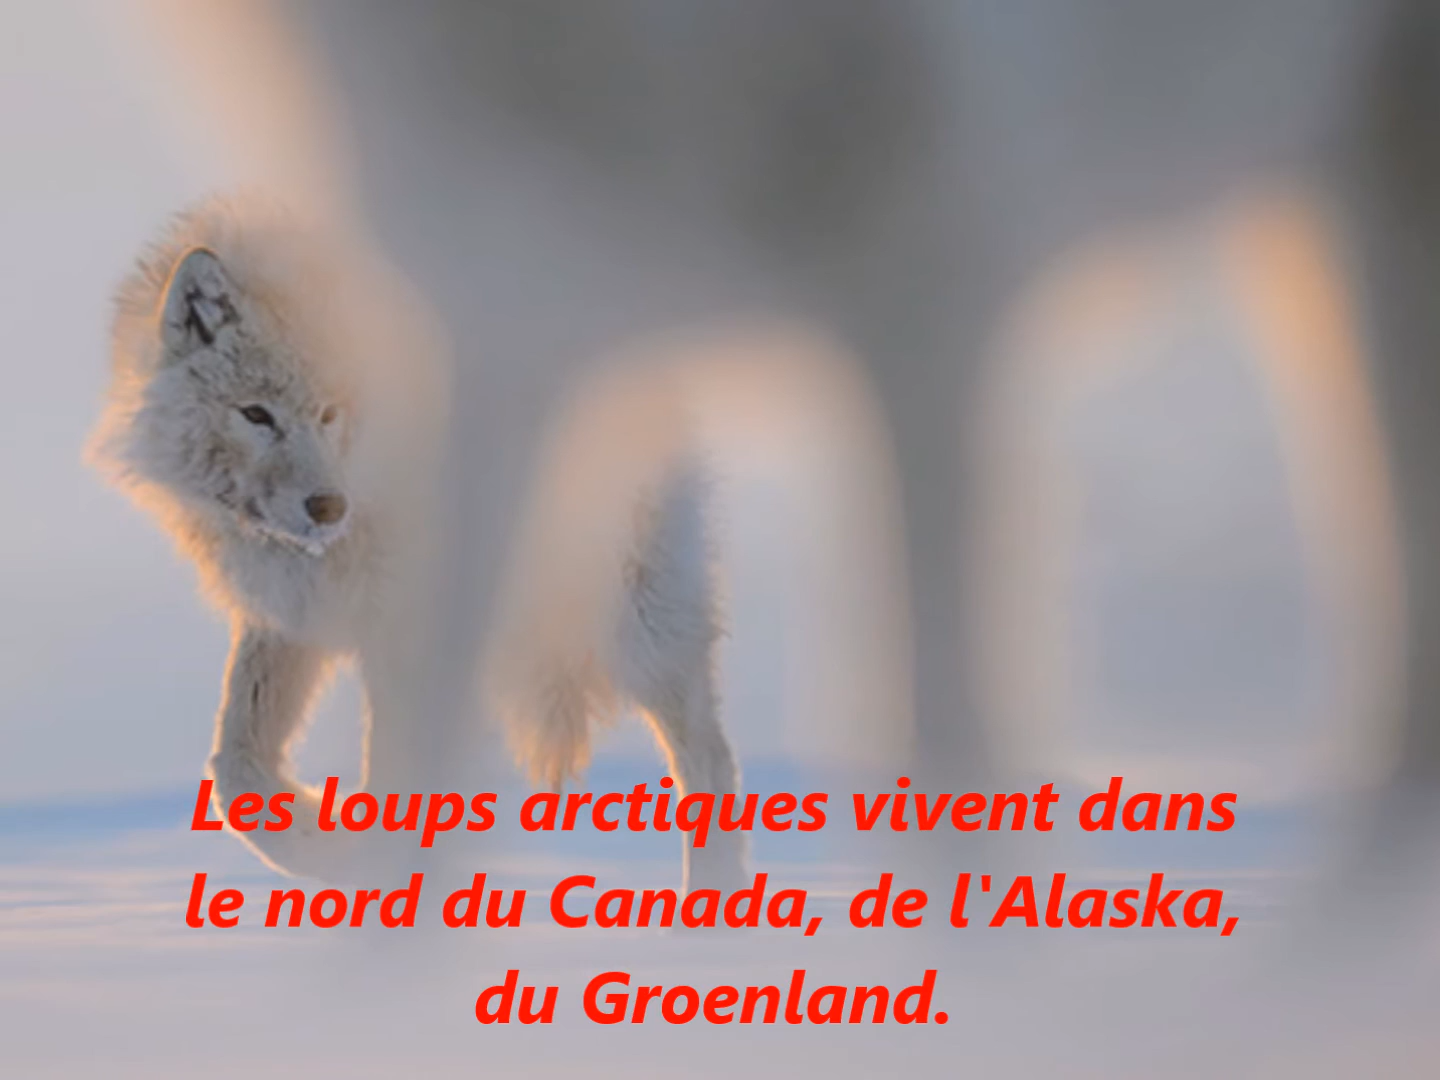 Les loups arctiques vivent dans
le nord du Canada, de l'Alaska,
du Groenland.